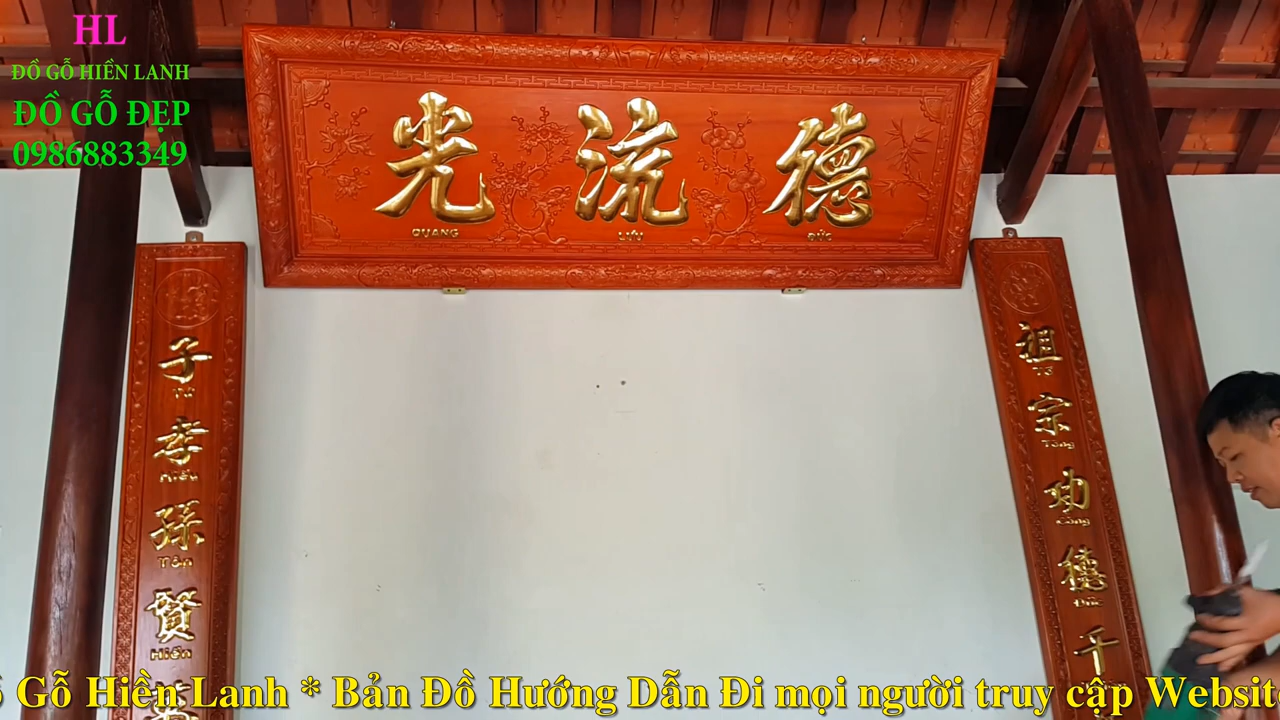 HL
ĐỒ GỖ HIỀN LANH
ĐỒ GỖ ĐẸP
0986883349
光流德
QUANG LƯU ĐỨC
子
Tử
孝
Hiếu
孫
Tôn
賢
Hiền
祖
Tổ
宗
Tông
功
Công
德
Đức
千
Gỗ Hiền Lanh * Bản Đồ Hướng Dẫn Đi mọi người truy cập Website